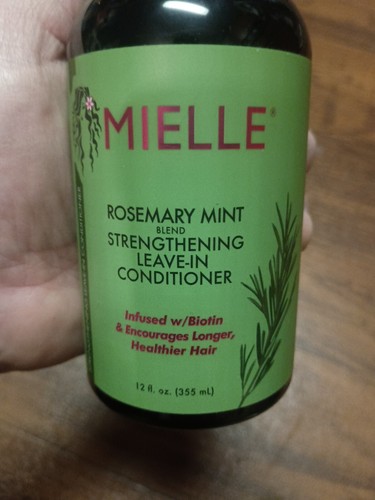 MIELLE®
ROSEMARY MINT
BLEND
STRENGTHENING
LEAVE-IN
CONDITIONER
Infused w/Biotin
& Encourages Longer,
Healthier Hair
12 fl. oz. (355 mL)